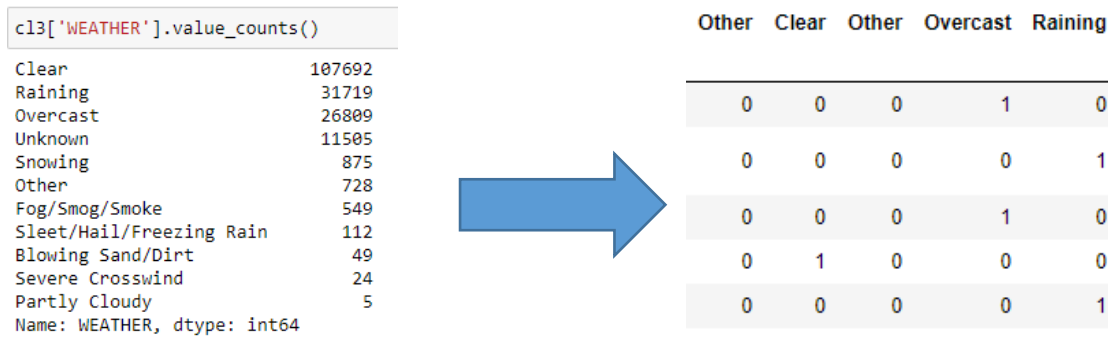 cl3['WEATHER'].value_counts()
Clear 107692
Raining 31719
Overcast 26809
Unknown 11505
Snowing 875
Other 728
Fog/Smog/Smoke 549
Sleet/Hail/Freezing Rain 112
Blowing Sand/Dirt 49
Severe Crosswind 24
Partly Cloudy 5
Name: WEATHER, dtype: int64
Other Clear Other Overcast Raining
0 0 0 1 0
0 0 0 0 1
0 0 0 1 0
0 1 0 0 0
0 0 0 0 1